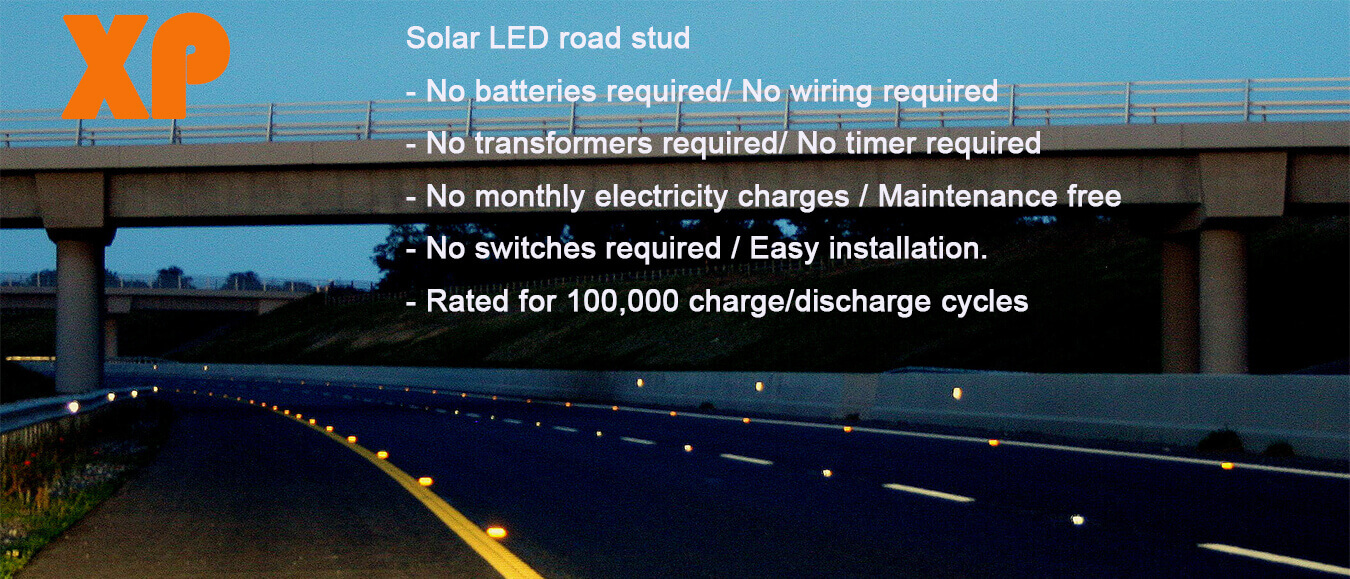 XP
Solar LED road stud
- No batteries required/ No wiring required
- No transformers required/ No timer required
- No monthly electricity charges / Maintenance free
- No switches required / Easy installation.
- Rated for 100,000 charge/discharge cycles